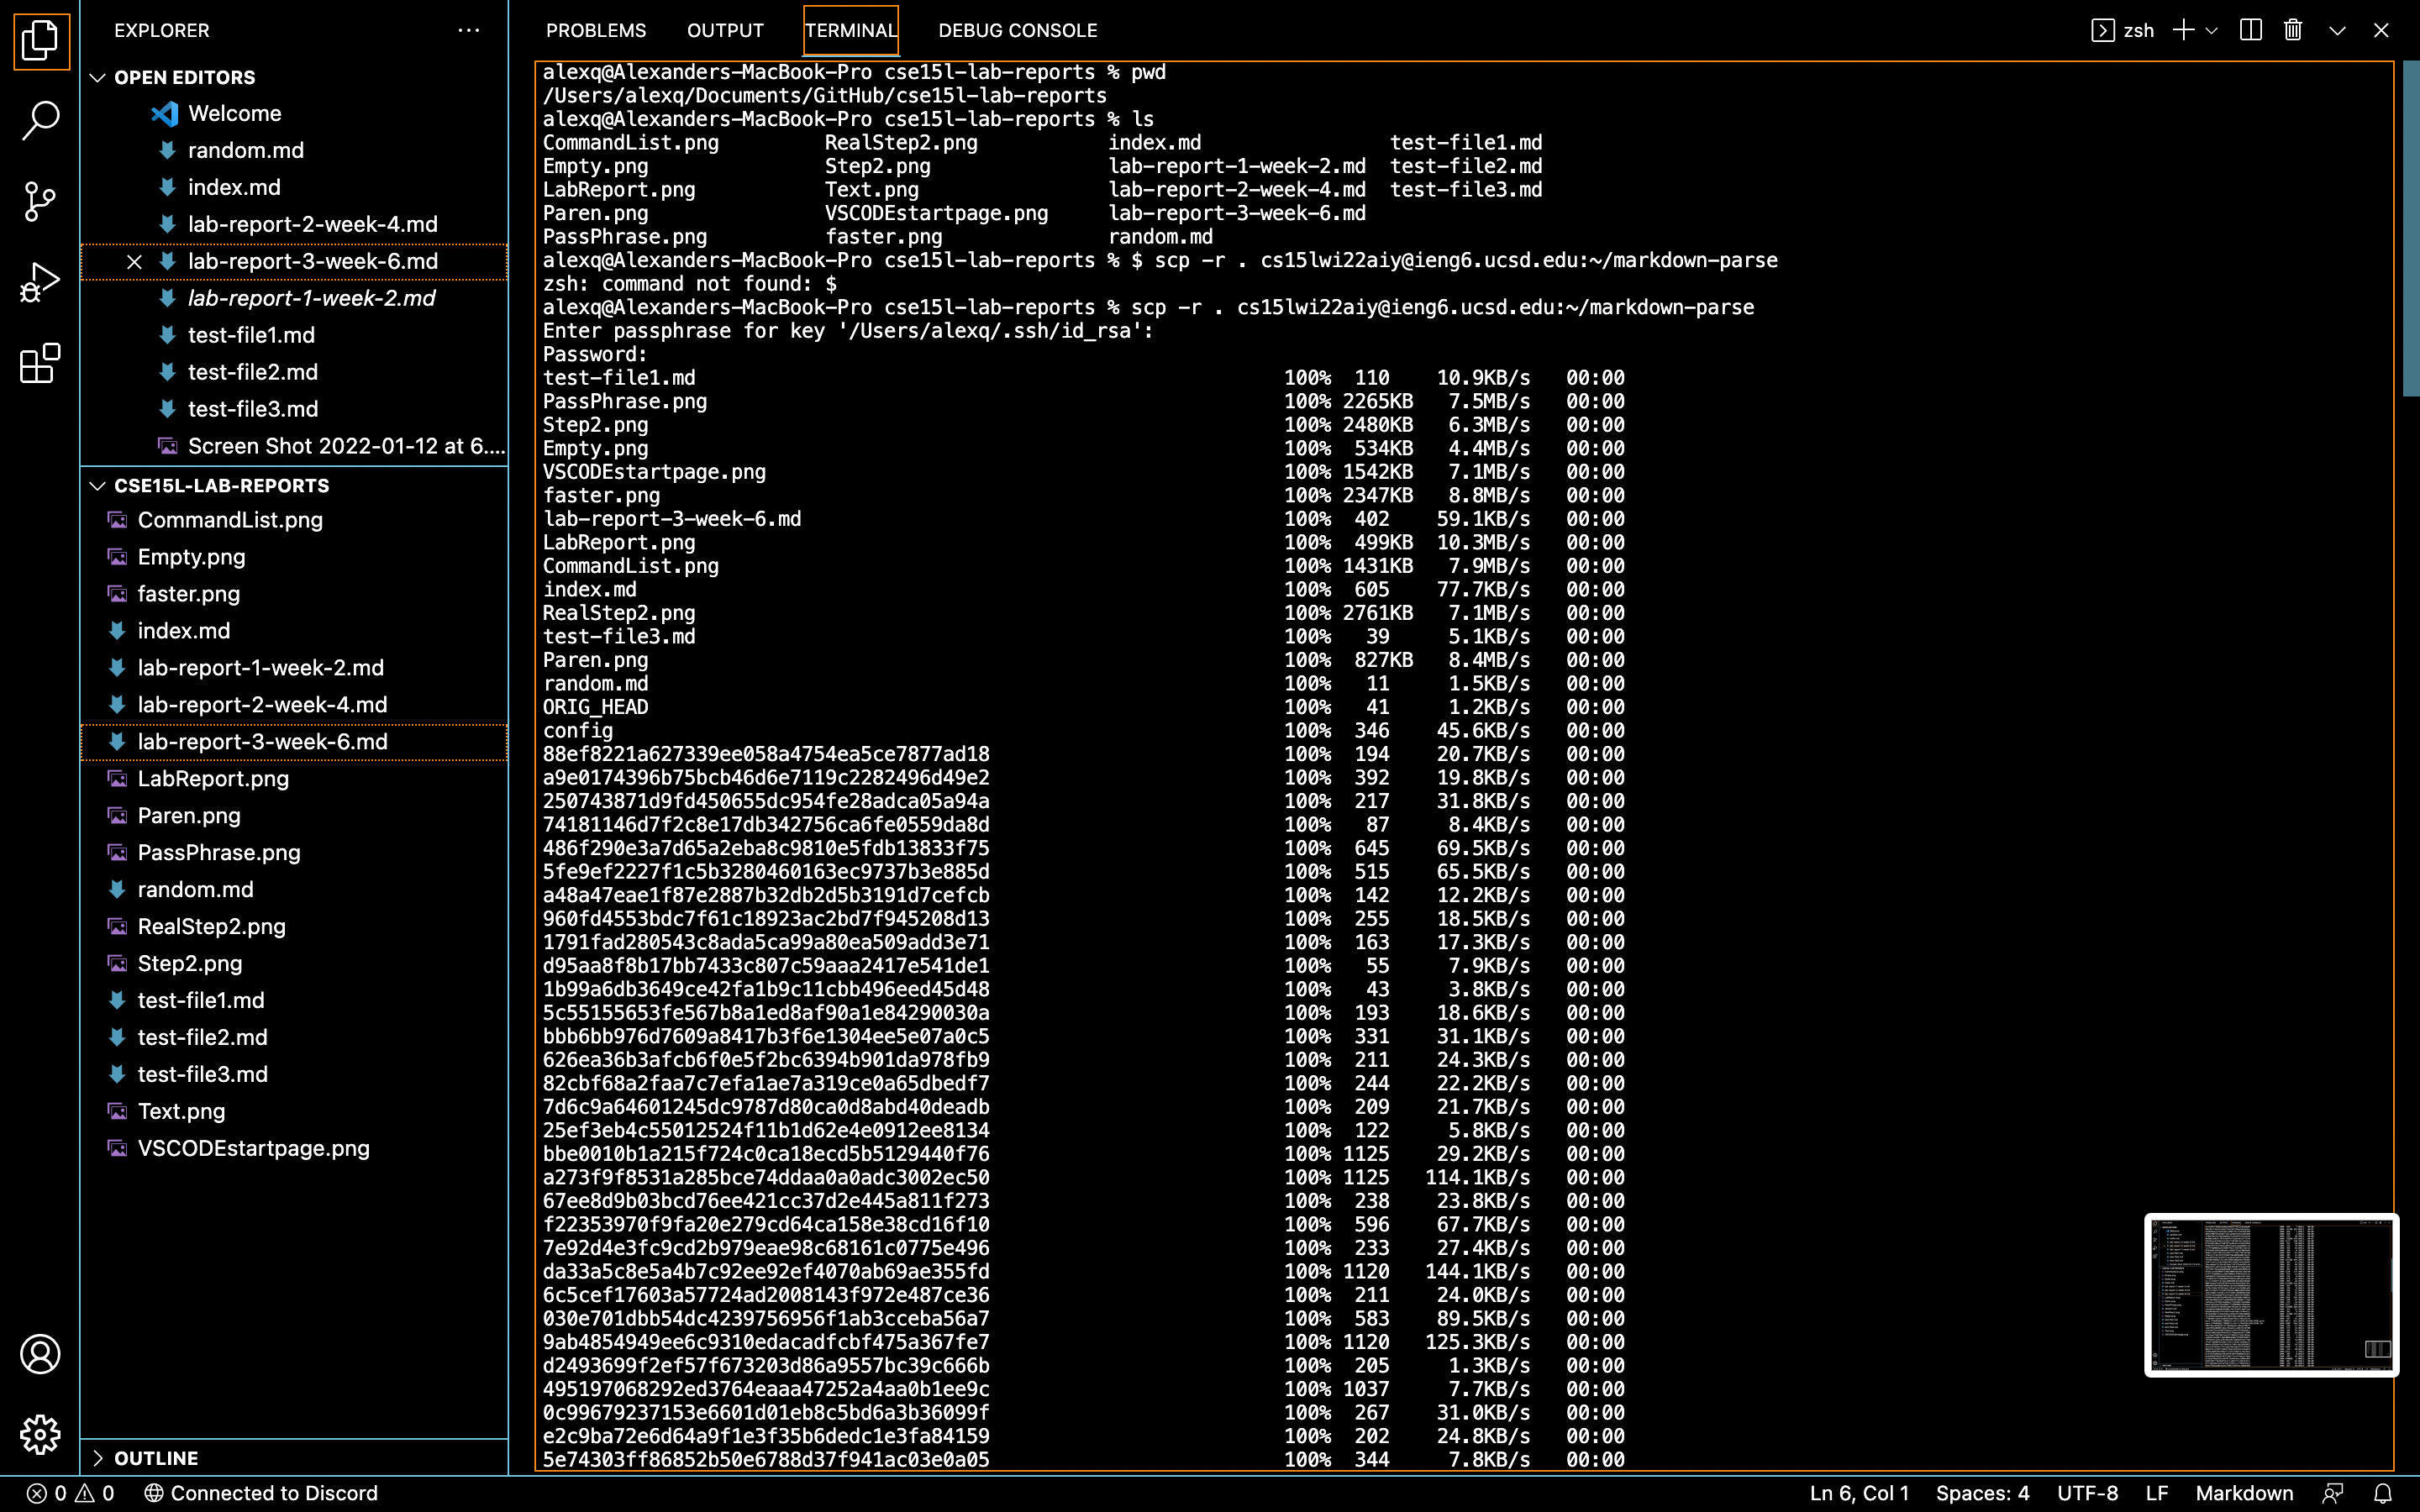 EXPLORER
OPEN EDITORS
Welcome
random.md
index.md
lab-report-2-week-4.md
lab-report-3-week-6.md
lab-report-1-week-2.md
test-file1.md
test-file2.md
test-file3.md
Screen Shot 2022-01-12 at 6....
CSE15L-LAB-REPORTS
CommandList.png
Empty.png
faster.png
index.md
lab-report-1-week-2.md
lab-report-2-week-4.md
lab-report-3-week-6.md
LabReport.png
Paren.png
PassPhrase.png
random.md
RealStep2.png
Step2.png
test-file1.md
test-file2.md
test-file3.md
Text.png
VSCODEstartpage.png
OUTLINE
PROBLEMS OUTPUT TERMINAL DEBUG CONSOLE zsh
alexq@Alexanders-MacBook-Pro cse15l-lab-reports % pwd
/Users/alexq/Documents/GitHub/cse15l-lab-reports
alexq@Alexanders-MacBook-Pro cse15l-lab-reports % ls
CommandList.png RealStep2.png index.md test-file1.md
Empty.png Step2.png lab-report-1-week-2.md test-file2.md
LabReport.png Text.png lab-report-2-week-4.md test-file3.md
Paren.png VSCODEstartpage.png lab-report-3-week-6.md
PassPhrase.png faster.png random.md
alexq@Alexanders-MacBook-Pro cse15l-lab-reports % $ scp -r . cs15lwi22aiy@ieng6.ucsd.edu:~/markdown-parse
zsh: command not found: $
alexq@Alexanders-MacBook-Pro cse15l-lab-reports % scp -r . cs15lwi22aiy@ieng6.ucsd.edu:~/markdown-parse
Enter passphrase for key '/Users/alexq/.ssh/id_rsa':
Password:
test-file1.md 100% 110 10.9KB/s 00:00
PassPhrase.png 100% 2265KB 7.5MB/s 00:00
Step2.png 100% 2480KB 6.3MB/s 00:00
Empty.png 100% 534KB 4.4MB/s 00:00
VSCODEstartpage.png 100% 1542KB 7.1MB/s 00:00
faster.png 100% 2347KB 8.8MB/s 00:00
lab-report-3-week-6.md 100% 402 59.1KB/s 00:00
LabReport.png 100% 499KB 10.3MB/s 00:00
CommandList.png 100% 1431KB 7.9MB/s 00:00
index.md 100% 605 77.7KB/s 00:00
RealStep2.png 100% 2761KB 7.1MB/s 00:00
test-file3.md 100% 39 5.1KB/s 00:00
Paren.png 100% 827KB 8.4MB/s 00:00
random.md 100% 11 1.5KB/s 00:00
ORIG_HEAD 100% 41 1.2KB/s 00:00
config 100% 346 45.6KB/s 00:00
88ef8221a627339ee058a4754ea5ce7877ad18 100% 194 20.7KB/s 00:00
a9e0174396b75bcb46d6e7119c2282496d49e2 100% 392 19.8KB/s 00:00
250743871d9fd450655dc954fe28adca05a94a 100% 217 31.8KB/s 00:00
74181146d7f2c8e17db342756ca6fe0559da8d 100% 87 8.4KB/s 00:00
486f290e3a7d65a2eba8c9810e5fdb13833f75 100% 645 69.5KB/s 00:00
5fe9ef2227f1c5b3280460163ec9737b3e885d 100% 515 65.5KB/s 00:00
a48a47eae1f87e2887b32db2d5b3191d7cefcb 100% 142 12.2KB/s 00:00
960fd4553bdc7f61c18923ac2bd7f945208d13 100% 255 18.5KB/s 00:00
1791fad280543c8ada5ca99a80ea509add3e71 100% 163 17.3KB/s 00:00
d95aa8f8b17bb7433c807c59aaa2417e541de1 100% 55 7.9KB/s 00:00
1b99a6db3649ce42fa1b9c11cbb496eed45d48 100% 43 3.8KB/s 00:00
5c55155653fe567b8a1ed8af90a1e84290030a 100% 193 18.6KB/s 00:00
bbb6bb976d7609a8417b3f6e1304ee5e07a0c5 100% 331 31.1KB/s 00:00
626ea36b3afcb6f0e5f2bc6394b901da978fb9 100% 211 24.3KB/s 00:00
82cbf68a2faa7c7efa1ae7a319ce0a65dbedf7 100% 244 22.2KB/s 00:00
7d6c9a64601245dc9787d80ca0d8abd40deadb 100% 209 21.7KB/s 00:00
25ef3eb4c55012524f11b1d62e4e0912ee8134 100% 122 5.8KB/s 00:00
bbe0010b1a215f724c0ca18ecd5b5129440f76 100% 1125 29.2KB/s 00:00
a273f9f8531a285bce74ddaa0a0adc3002ec50 100% 1125 114.1KB/s 00:00
67ee8d9b03bcd76ee421cc37d2e445a811f273 100% 238 23.8KB/s 00:00
f22353970f9fa20e279cd64ca158e38cd16f10 100% 596 67.7KB/s 00:00
7e92d4e3fc9cd2b979eae98c68161c0775e496 100% 233 27.4KB/s 00:00
da33a5c8e5a4b7c92ee92ef4070ab69ae355fd 100% 1120 144.1KB/s 00:00
6c5cef17603a57724ad2008143f972e487ce36 100% 211 24.0KB/s 00:00
030e701dbb54dc4239756956f1ab3cceba56a7 100% 583 89.5KB/s 00:00
9ab4854949ee6c9310edacadfcbf475a367fe7 100% 1120 125.3KB/s 00:00
d2493699f2ef57f673203d86a9557bc39c666b 100% 205 1.3KB/s 00:00
495197068292ed3764eaaa47252a4aa0b1ee9c 100% 1037 7.7KB/s 00:00
0c99679237153e6601d01eb8c5bd6a3b36099f 100% 267 31.0KB/s 00:00
e2c9ba72e6d64a9f1e3f35b6dedc1e3fa84159 100% 202 24.8KB/s 00:00
5e74303ff86852b50e6788d37f941ac03e0a05 100% 344 7.8KB/s 00:00
0 0 Connected to Discord Ln 6, Col 1 Spaces: 4 UTF-8 LF Markdown